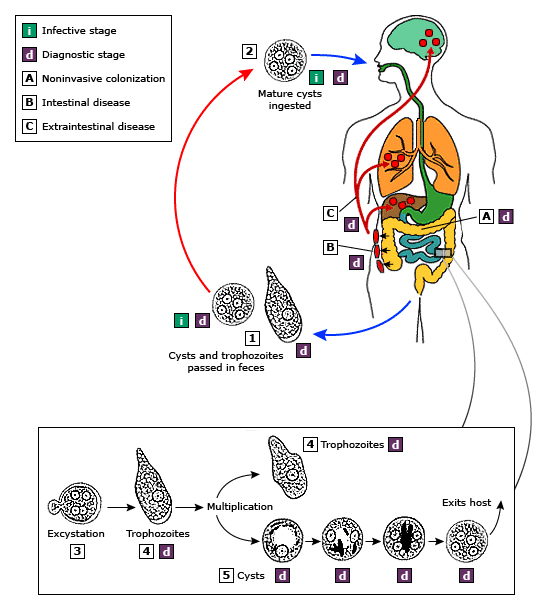 i Infective stage
d Diagnostic stage
A Noninvasive colonization
B Intestinal disease
C Extraintestinal disease
2
Mature cysts
ingested
i d
C
d
B
d
A d
i d
1
Cysts and trophozoites
passed in feces
d
4 Trophozoites d
Multiplication
Exits host
Excystation
3
Trophozoites
4 d
5 Cysts d
d
d
d